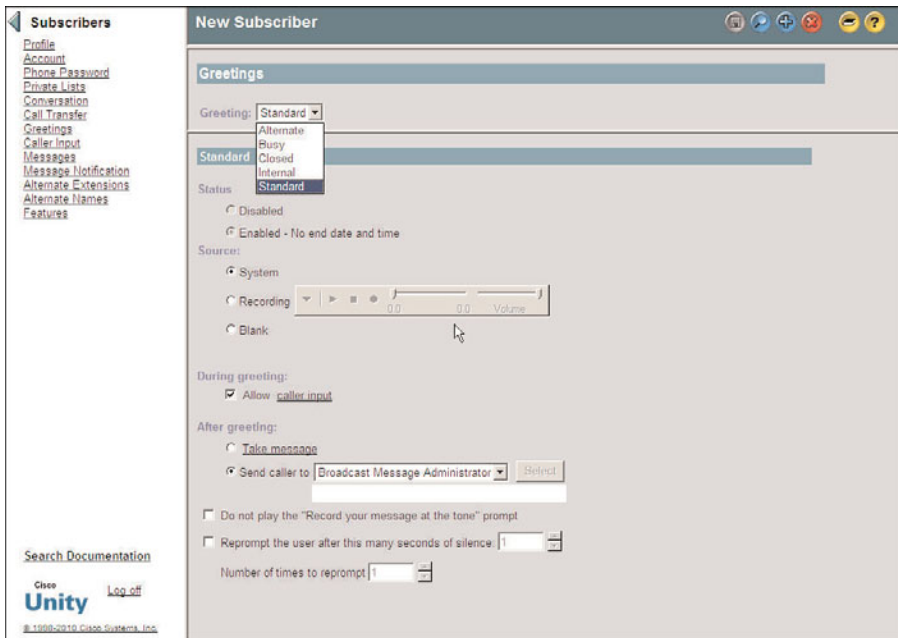 Subscribers
Profile
Account
Phone Password
Private Lists
Conversation
Call Transfer
Greetings
Caller Input
Messages
Message Notification
Alternate Extensions
Alternate Names
Features
Search Documentation
Cisco
Unity
Log off
© 1998-2010 Cisco Systems, Inc.
New Subscriber
?
Greetings
Greeting: Standard
Alternate
Busy
Closed
Internal
Standard
Standard
Status
Disabled
Enabled - No end date and time
Source:
System
Recording
0.0 0.0 Volume
Blank
During greeting:
Allow caller input
After greeting:
Take message
Send caller to Broadcast Message Administrator Select
Do not play the "Record your message at the tone" prompt
Reprompt the user after this many seconds of silence: 1
Number of times to reprompt 1